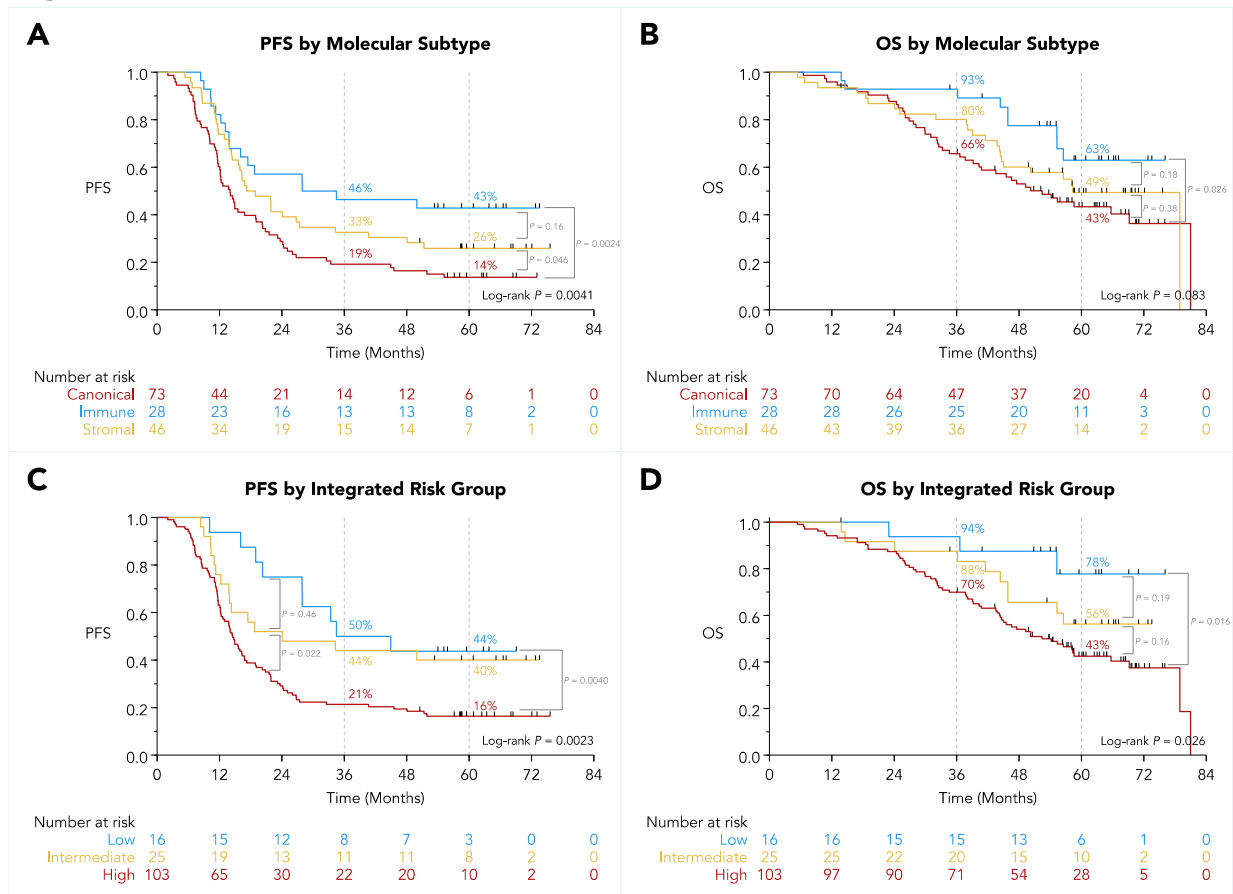 A
PFS by Molecular Subtype
1.0
0.8
0.6
0.4
0.2
0.0
PFS
46%
43%
33%
26%
19%
14%
P = 0.16
P = 0.046
P = 0.0024
Log-rank P = 0.0041
0 12 24 36 48 60 72 84
Time (Months)
Number at risk
Canonical 73 44 21 14 12 6 1 0
Immune 28 23 16 13 13 8 2 0
Stromal 46 34 19 15 14 7 1 0
B
OS by Molecular Subtype
1.0
0.8
0.6
0.4
0.2
0.0
OS
93%
80%
66%
63%
49%
43%
P = 0.18
P = 0.38
P = 0.026
Log-rank P = 0.083
0 12 24 36 48 60 72 84
Time (Months)
Number at risk
Canonical 73 70 64 47 37 20 4 0
Immune 28 28 26 25 20 11 3 0
Stromal 46 43 39 36 27 14 2 0
C
PFS by Integrated Risk Group
1.0
0.8
0.6
0.4
0.2
0.0
PFS
P = 0.46
P = 0.022
50%
44%
44%
40%
21%
16%
P = 0.0040
Log-rank P = 0.0023
0 12 24 36 48 60 72 84
Time (Months)
Number at risk
Low 16 15 12 8 7 3 0 0
Intermediate 25 19 13 11 11 8 2 0
High 103 65 30 22 20 10 2 0
D
OS by Integrated Risk Group
1.0
0.8
0.6
0.4
0.2
0.0
OS
94%
88%
70%
78%
56%
43%
P = 0.19
P = 0.16
P = 0.016
Log-rank P = 0.026
0 12 24 36 48 60 72 84
Time (Months)
Number at risk
Low 16 16 15 15 13 6 1 0
Intermediate 25 25 22 20 15 10 2 0
High 103 97 90 71 54 28 5 0